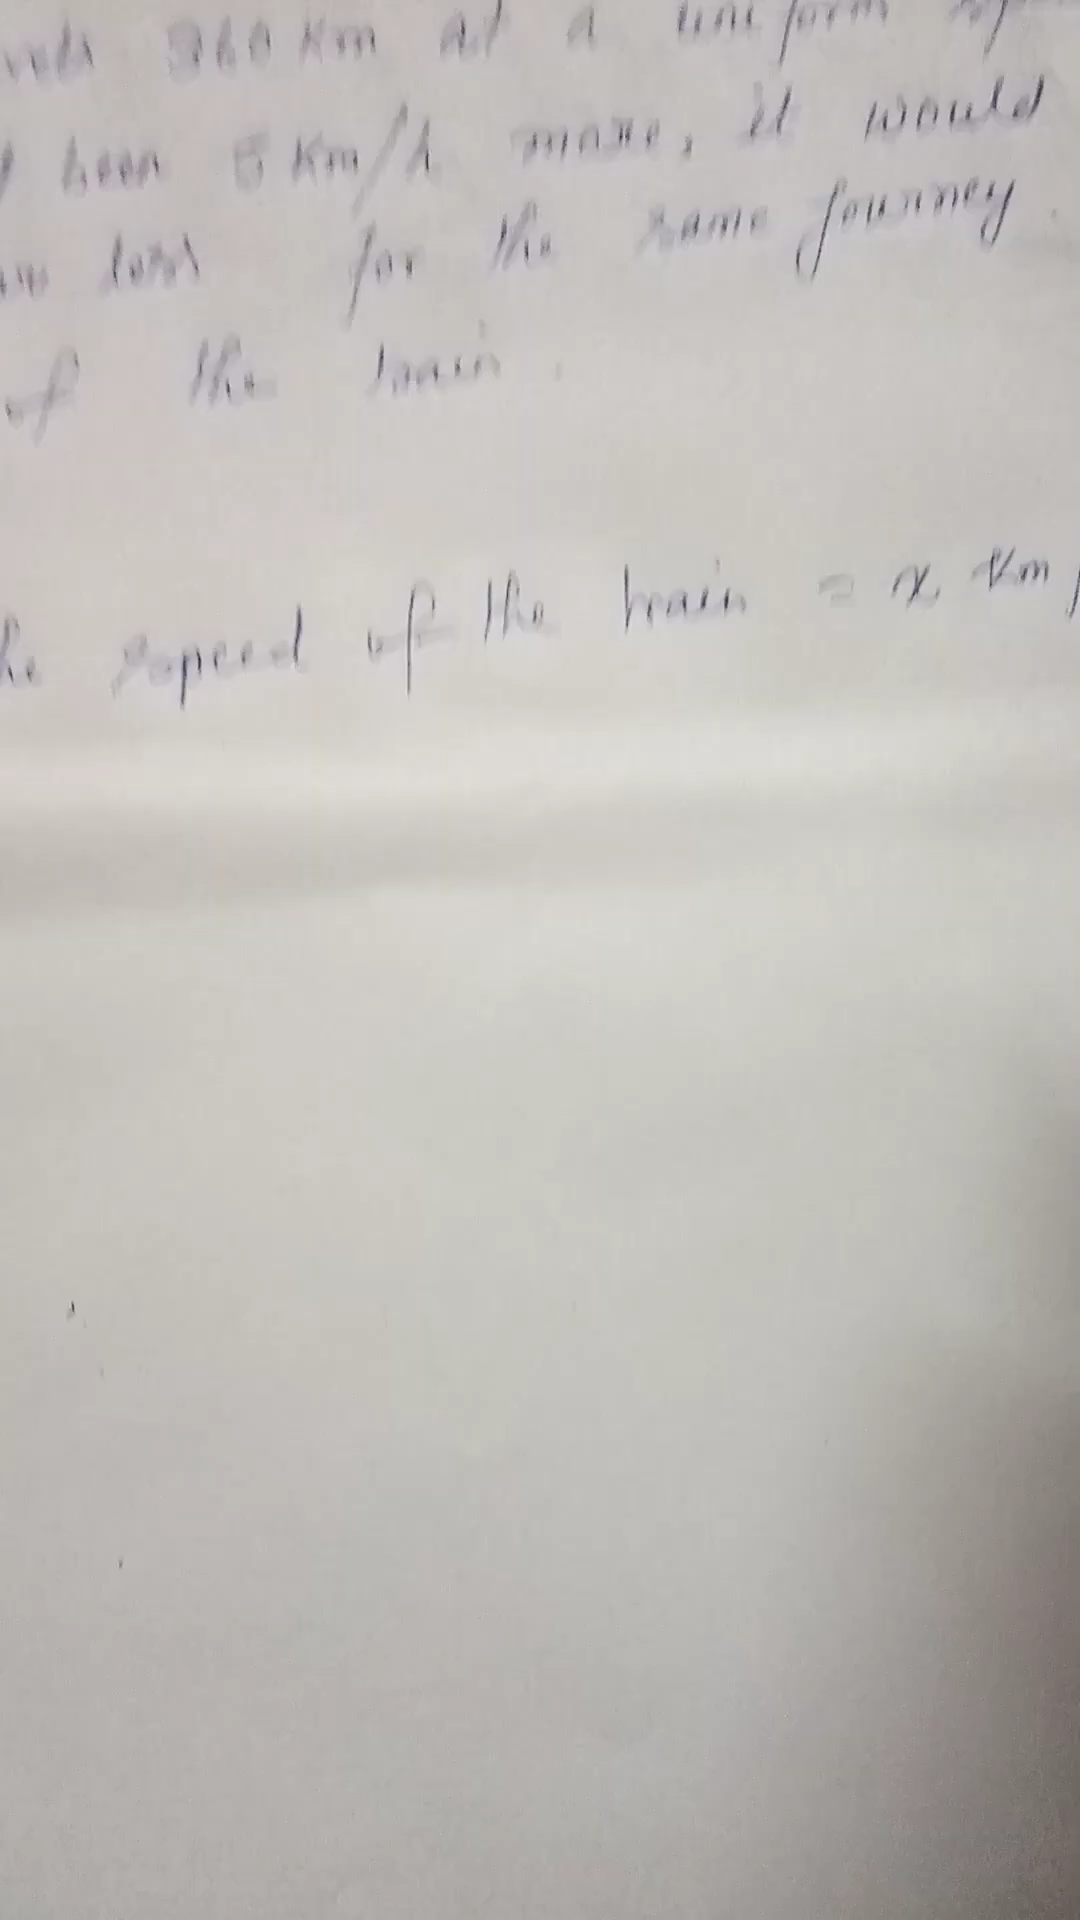 360 km at a uniform
been 5 km/h more, it would
less for the same journey.
of the train.
the speed of the train = x km/